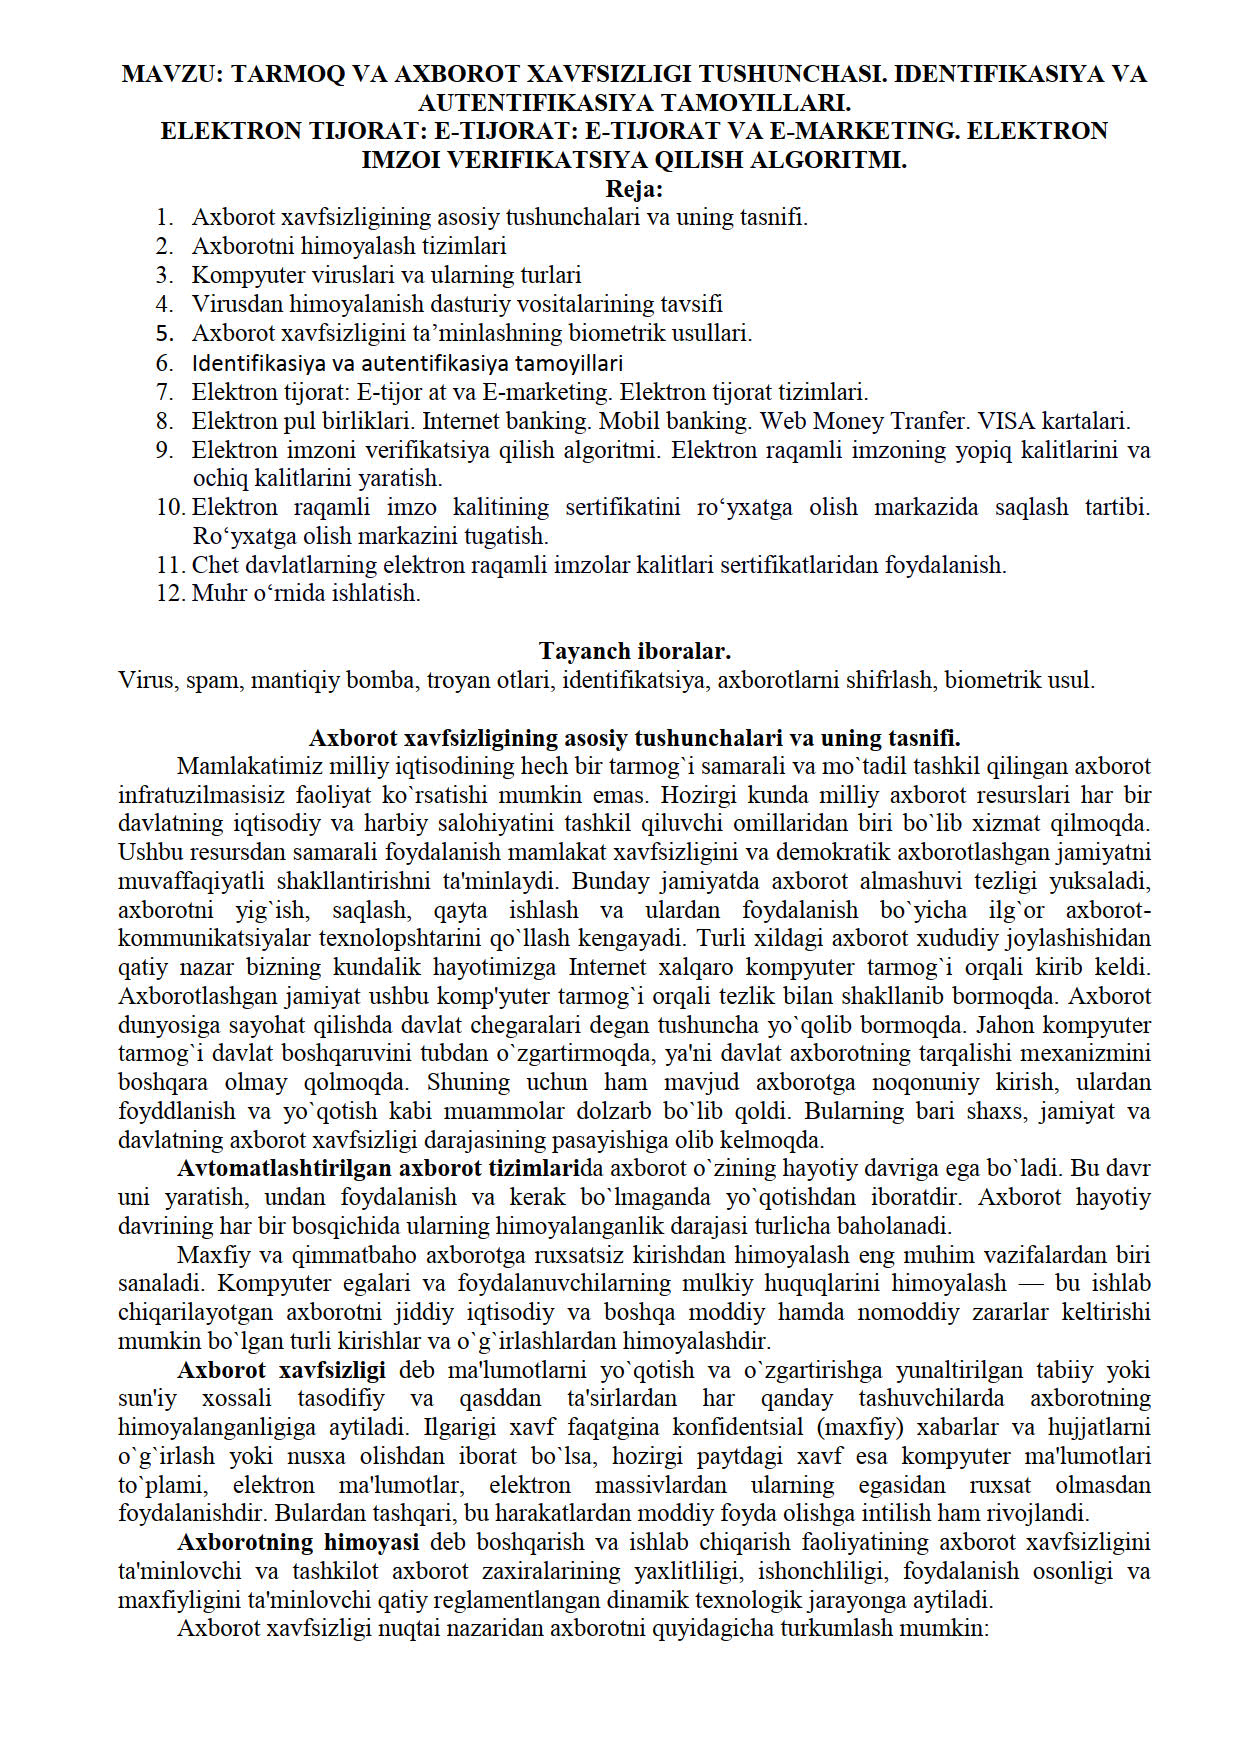 MAVZU: TARMOQ VA AXBOROT XAVFSIZLIGI TUSHUNCHASI. IDENTIFIKASIYA VA
AUTENTIFIKASIYA TAMOYILLARI.
ELEKTRON TIJORAT: E-TIJORAT: E-TIJORAT VA E-MARKETING. ELEKTRON
IMZOI VERIFIKATSIYA QILISH ALGORITMI.
Reja:
1. Axborot xavfsizligining asosiy tushunchalari va uning tasnifi.
2. Axborotni himoyalash tizimlari
3. Kompyuter viruslari va ularning turlari
4. Virusdan himoyalanish dasturiy vositalarining tavsifi
5. Axborot xavfsizligini ta’minlashning biometrik usullari.
6. Identifikasiya va autentifikasiya tamoyillari
7. Elektron tijorat: E-tijor at va E-marketing. Elektron tijorat tizimlari.
8. Elektron pul birliklari. Internet banking. Mobil banking. Web Money Tranfer. VISA kartalari.
9. Elektron imzoni verifikatsiya qilish algoritmi. Elektron raqamli imzoning yopiq kalitlarini va
ochiq kalitlarini yaratish.
10. Elektron raqamli imzo kalitining sertifikatini ro‘yxatga olish markazida saqlash tartibi.
Ro‘yxatga olish markazini tugatish.
11. Chet davlatlarning elektron raqamli imzolar kalitlari sertifikatlaridan foydalanish.
12. Muhr o‘rnida ishlatish.
Tayanch iboralar.
Virus, spam, mantiqiy bomba, troyan otlari, identifikatsiya, axborotlarni shifrlash, biometrik usul.
Axborot xavfsizligining asosiy tushunchalari va uning tasnifi.
Mamlakatimiz milliy iqtisodining hech bir tarmog`i samarali va mo`tadil tashkil qilingan axborot
infratuzilmasisiz faoliyat ko`rsatishi mumkin emas. Hozirgi kunda milliy axborot resurslari har bir
davlatning iqtisodiy va harbiy salohiyatini tashkil qiluvchi omillaridan biri bo`lib xizmat qilmoqda.
Ushbu resursdan samarali foydalanish mamlakat xavfsizligini va demokratik axborotlashgan jamiyatni
muvaffaqiyatli shakllantirishni ta'minlaydi. Bunday jamiyatda axborot almashuvi tezligi yuksaladi,
axborotni yig`ish, saqlash, qayta ishlash va ulardan foydalanish bo`yicha ilg`or axborot-
kommunikatsiyalar texnolopshtarini qo`llash kengayadi. Turli xildagi axborot xududiy joylashishidan
qatiy nazar bizning kundalik hayotimizga Internet xalqaro kompyuter tarmog`i orqali kirib keldi.
Axborotlashgan jamiyat ushbu komp'yuter tarmog`i orqali tezlik bilan shakllanib bormoqda. Axborot
dunyosiga sayohat qilishda davlat chegaralari degan tushuncha yo`qolib bormoqda. Jahon kompyuter
tarmog`i davlat boshqaruvini tubdan o`zgartirmoqda, ya'ni davlat axborotning tarqalishi mexanizmini
boshqara olmay qolmoqda. Shuning uchun ham mavjud axborotga noqonuniy kirish, ulardan
foyddlanish va yo`qotish kabi muammolar dolzarb bo`lib qoldi. Bularning bari shaxs, jamiyat va
davlatning axborot xavfsizligi darajasining pasayishiga olib kelmoqda.
Avtomatlashtirilgan axborot tizimlarida axborot o`zining hayotiy davriga ega bo`ladi. Bu davr
uni yaratish, undan foydalanish va kerak bo`lmaganda yo`qotishdan iboratdir. Axborot hayotiy
davrining har bir bosqichida ularning himoyalanganlik darajasi turlicha baholanadi.
Maxfiy va qimmatbaho axborotga ruxsatsiz kirishdan himoyalash eng muhim vazifalardan biri
sanaladi. Kompyuter egalari va foydalanuvchilarning mulkiy huquqlarini himoyalash — bu ishlab
chiqarilayotgan axborotni jiddiy iqtisodiy va boshqa moddiy hamda nomoddiy zararlar keltirishi
mumkin bo`lgan turli kirishlar va o`g`irlashlardan himoyalashdir.
Axborot xavfsizligi deb ma'lumotlarni yo`qotish va o`zgartirishga yunaltirilgan tabiiy yoki
sun'iy xossali tasodifiy va qasddan ta'sirlardan har qanday tashuvchilarda axborotning
himoyalanganligiga aytiladi. Ilgarigi xavf faqatgina konfidentsial (maxfiy) xabarlar va hujjatlarni
o`g`irlash yoki nusxa olishdan iborat bo`lsa, hozirgi paytdagi xavf esa kompyuter ma'lumotlari
to`plami, elektron ma'lumotlar, elektron massivlardan ularning egasidan ruxsat olmasdan
foydalanishdir. Bulardan tashqari, bu harakatlardan moddiy foyda olishga intilish ham rivojlandi.
Axborotning himoyasi deb boshqarish va ishlab chiqarish faoliyatining axborot xavfsizligini
ta'minlovchi va tashkilot axborot zaxiralarining yaxlitliligi, ishonchliligi, foydalanish osonligi va
maxfiyligini ta'minlovchi qatiy reglamentlangan dinamik texnologik jarayonga aytiladi.
Axborot xavfsizligi nuqtai nazaridan axborotni quyidagicha turkumlash mumkin: